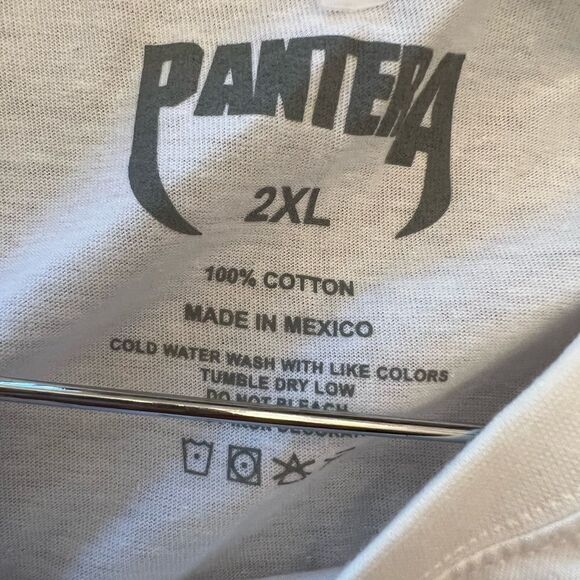 PANTERA
2XL
100% COTTON
MADE IN MEXICO
COLD WATER WASH WITH LIKE COLORS
TUMBLE DRY LOW
DO NOT BLEACH